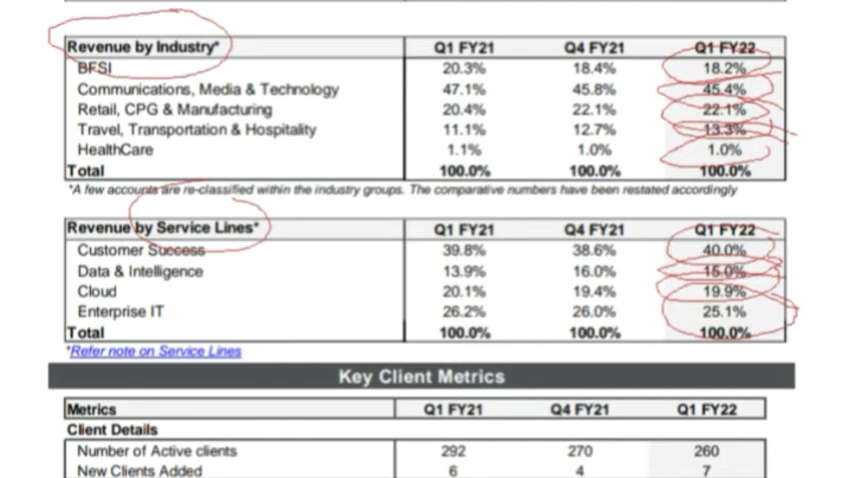 Revenue by Industry* Q1 FY21 Q4 FY21 Q1 FY22
BFSI 20.3% 18.4% 18.2%
Communications, Media & Technology 47.1% 45.8% 45.4%
Retail, CPG & Manufacturing 20.4% 22.1% 22.1%
Travel, Transportation & Hospitality 11.1% 12.7% 13.3%
HealthCare 1.1% 1.0% 1.0%
Total 100.0% 100.0% 100.0%
*A few accounts are re-classified within the industry groups. The comparative numbers have been restated accordingly
Revenue by Service Lines* Q1 FY21 Q4 FY21 Q1 FY22
Customer Success 39.8% 38.6% 40.0%
Data & Intelligence 13.9% 16.0% 15.0%
Cloud 20.1% 19.4% 19.9%
Enterprise IT 26.2% 26.0% 25.1%
Total 100.0% 100.0% 100.0%
*Refer note on Service Lines
Key Client Metrics
Metrics Q1 FY21 Q4 FY21 Q1 FY22
Client Details
Number of Active clients 292 270 260
New Clients Added 6 4 7